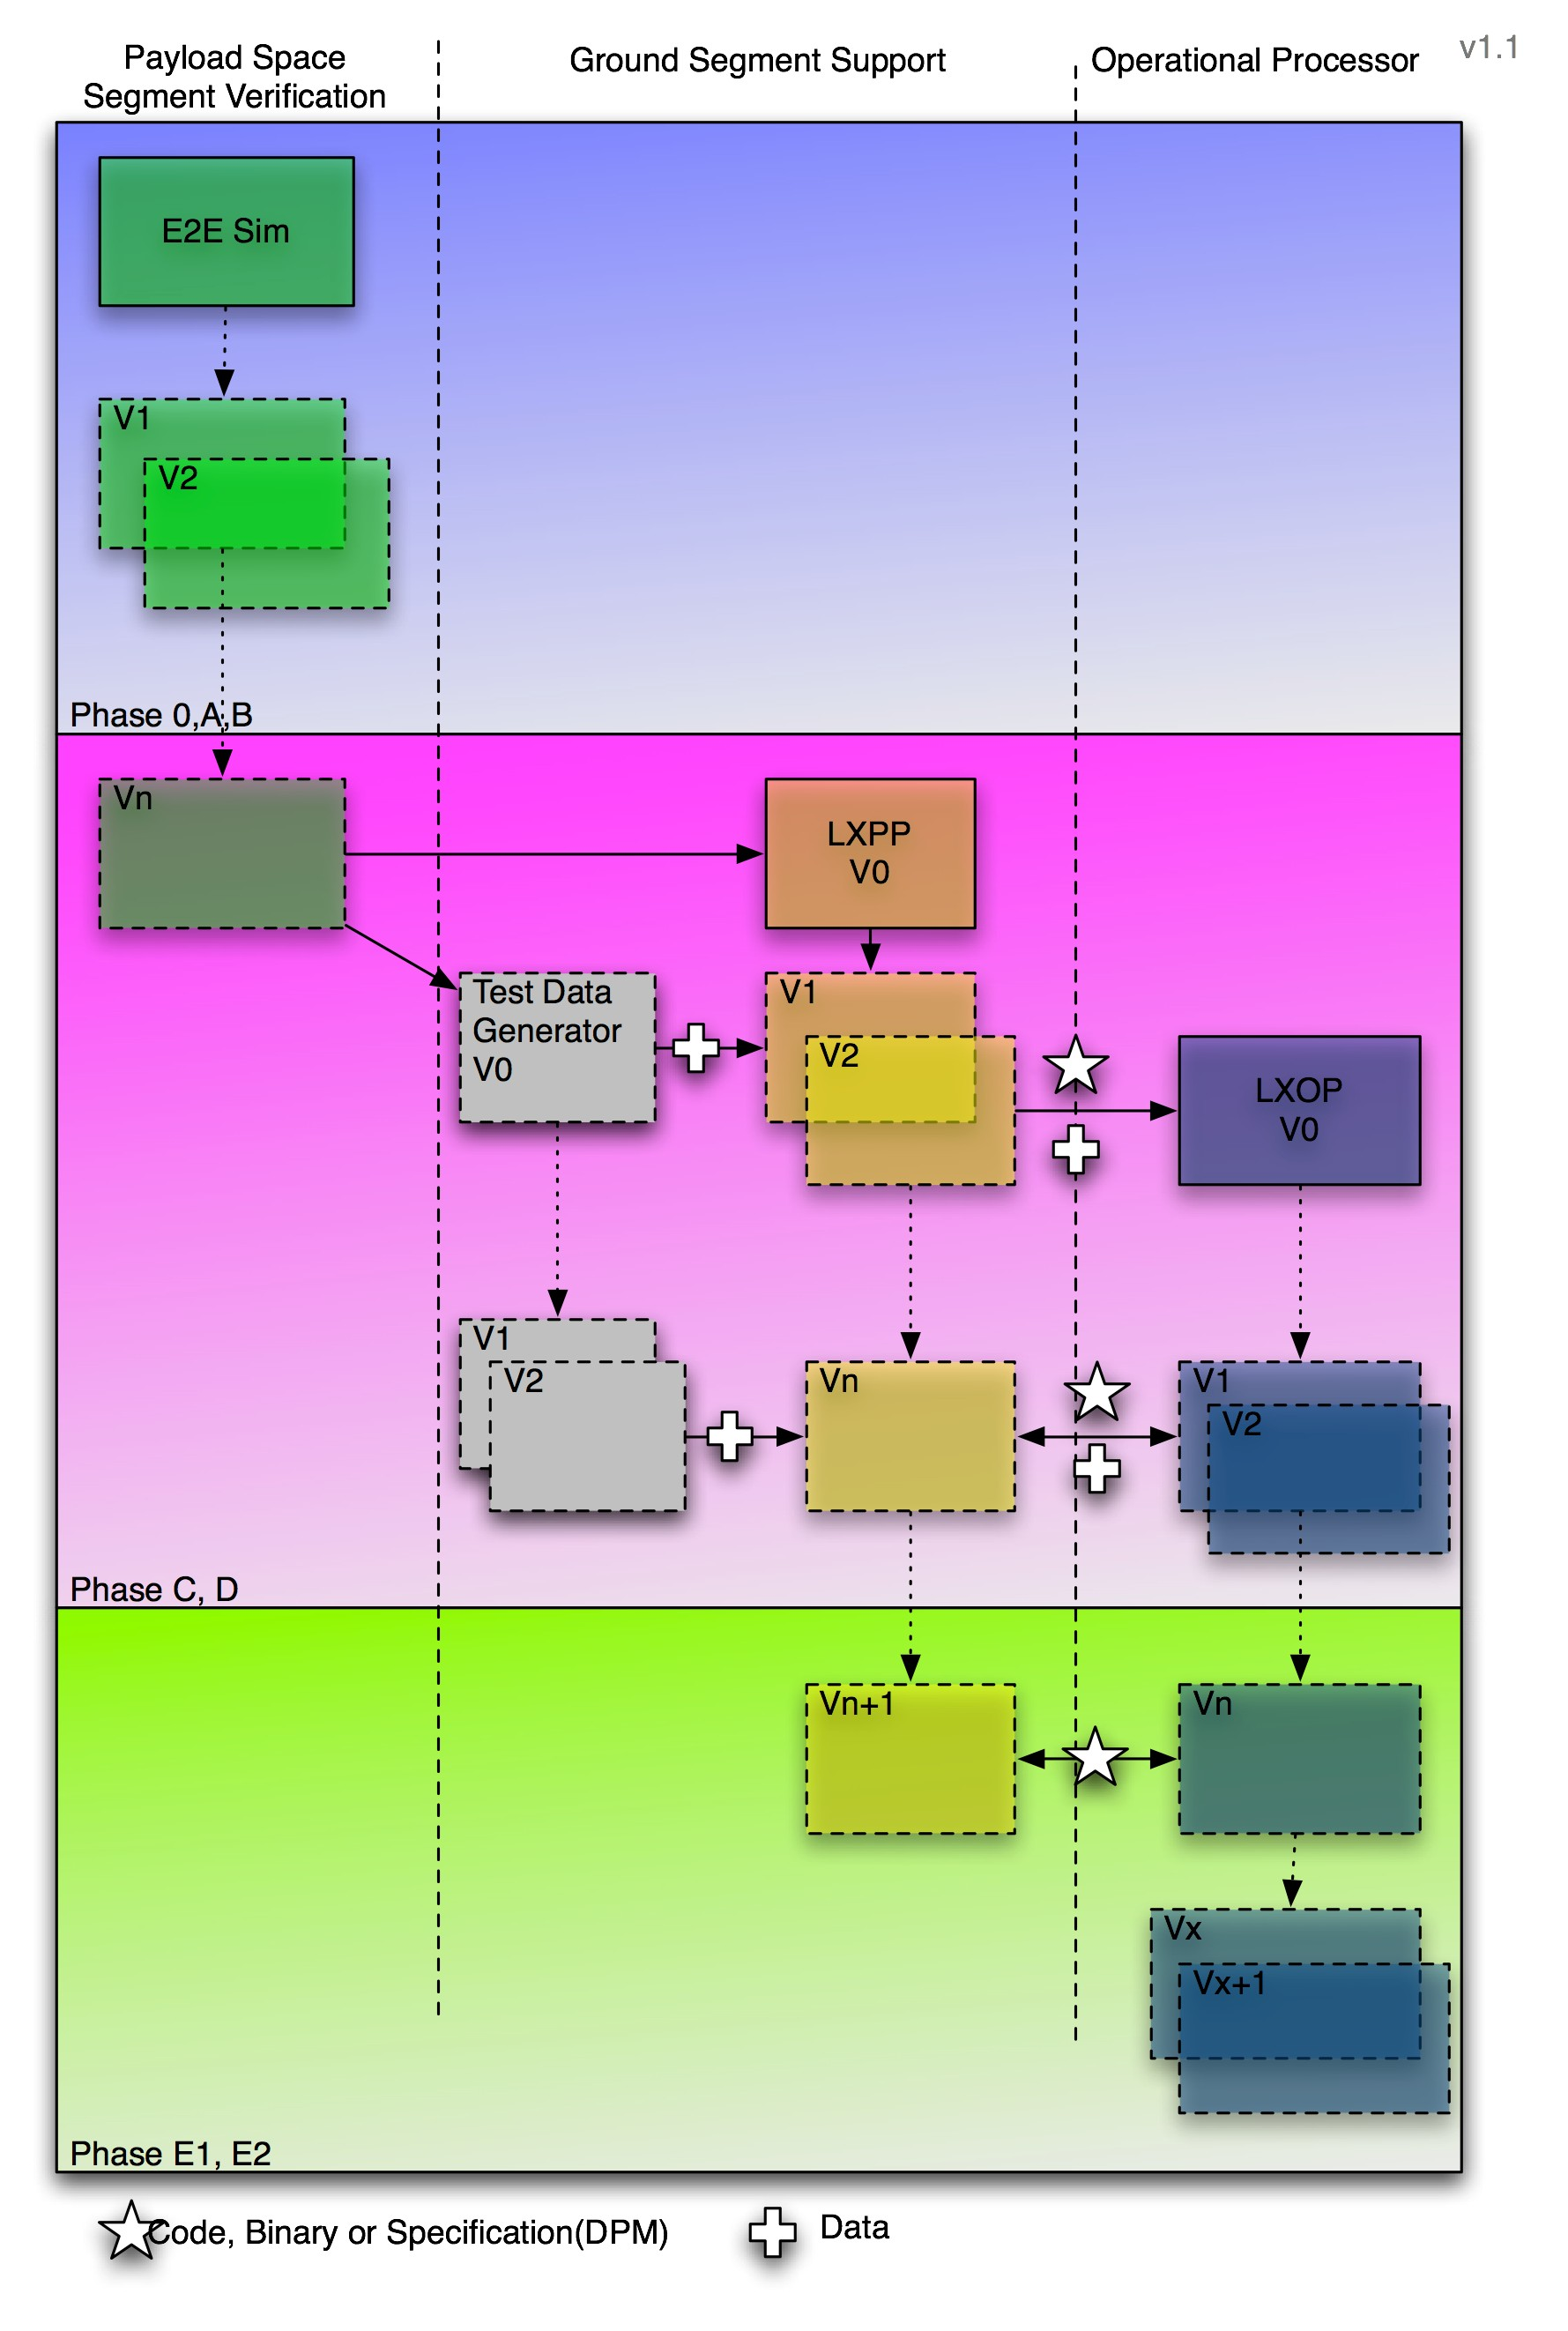 Payload Space
Segment Verification
Ground Segment Support
Operational Processor
v1.1
E2E Sim
V1
V2
Phase 0,A,B
Vn
LXPP
V0
Test Data
Generator
V0
V1
V2
LXOP
V0
V1
V2
Vn
V1
V2
Phase C, D
Vn+1
Vn
Vx
Vx+1
Phase E1, E2
Code, Binary or Specification(DPM)
Data